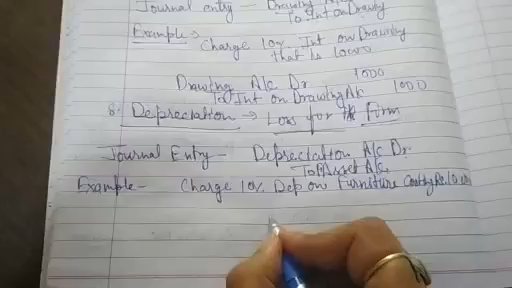 Journal entry - Drawing
To Int on Drawing
Example →
Charge 10%. Int on Drawing
that is 10000
Drawing A/c Dr 1000
To Int on Drawing A/c 1000
8. Depreciation → Loss for the Firm
Journal Entry - Depreciation A/c Dr
To Asset A/c
Example - Charge 10%. Dep on Furniture Costing Rs.